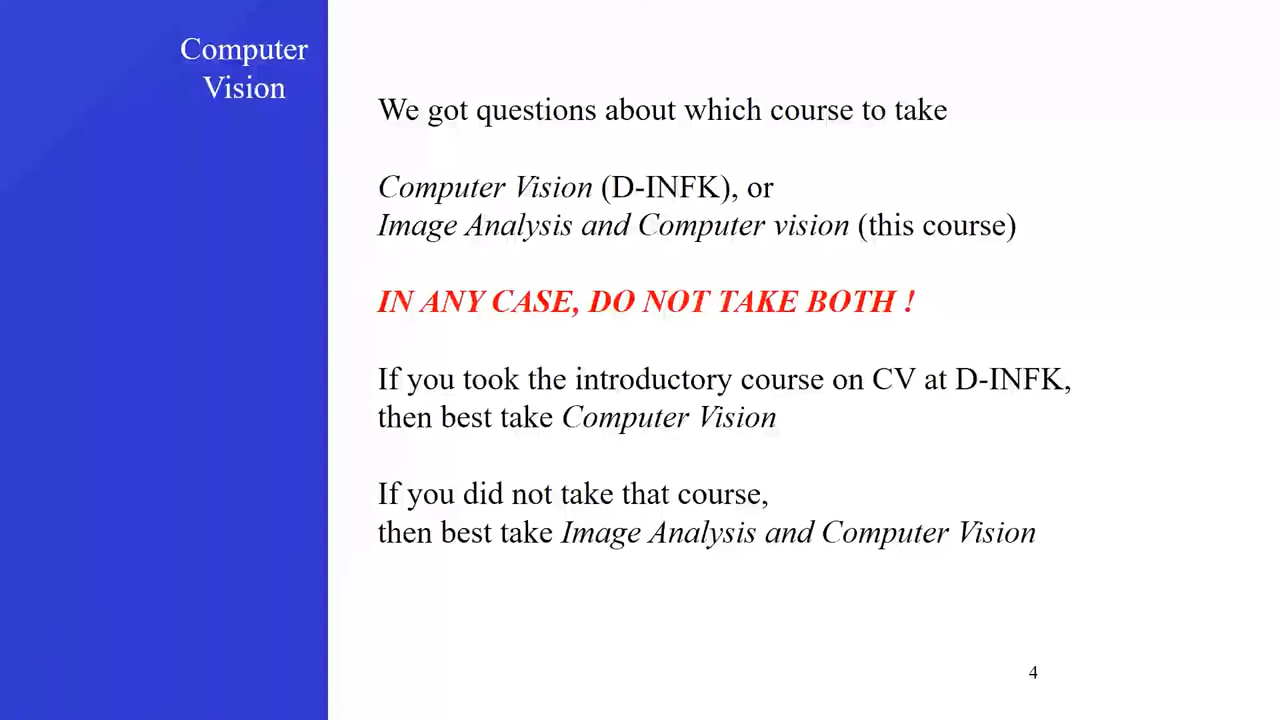 Computer
Vision
We got questions about which course to take
Computer Vision (D-INFK), or
Image Analysis and Computer vision (this course)
IN ANY CASE, DO NOT TAKE BOTH !
If you took the introductory course on CV at D-INFK,
then best take Computer Vision
If you did not take that course,
then best take Image Analysis and Computer Vision
4